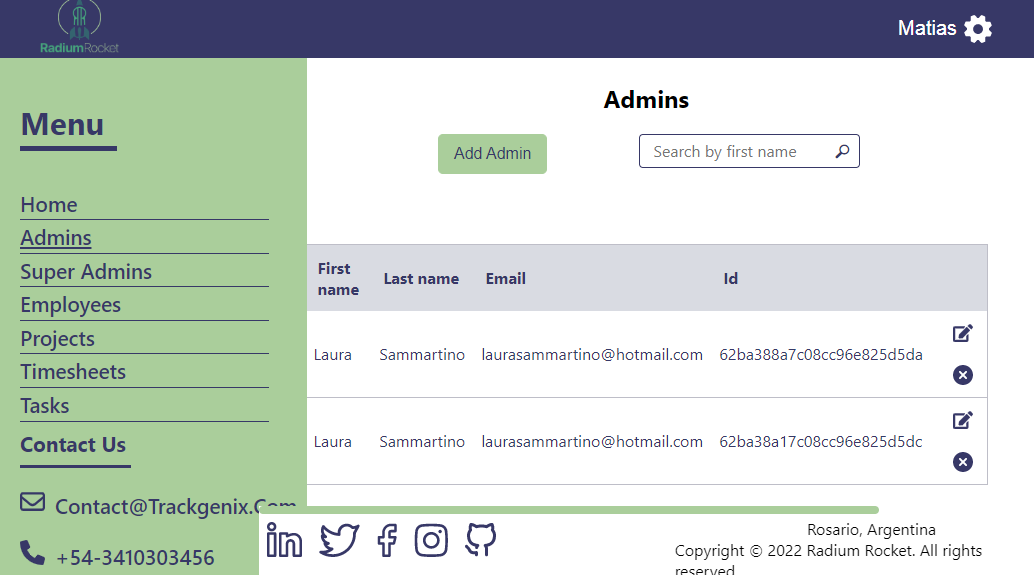 RadiumRocket
Matias
Menu
Home
Admins
Super Admins
Employees
Projects
Timesheets
Tasks
Contact Us
Contact@Trackgenix.Com
+54-3410303456
Admins
Add Admin
Search by first name
First name Last name Email Id
Laura Sammartino laurasammartino@hotmail.com 62ba388a7c08cc96e825d5da
Laura Sammartino laurasammartino@hotmail.com 62ba38a17c08cc96e825d5dc
in
Rosario, Argentina
Copyright © 2022 Radium Rocket. All rights
reserved